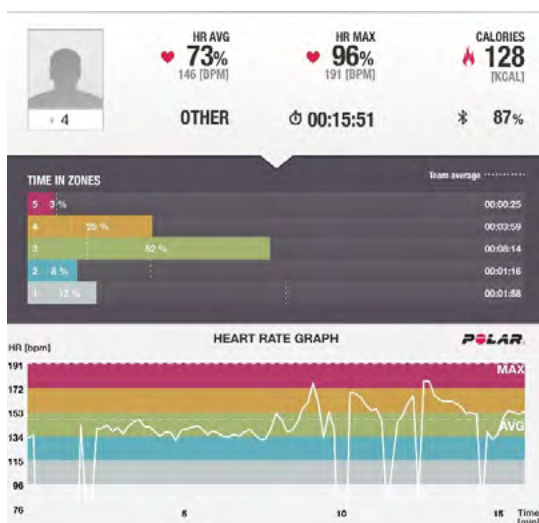 HR AVG
73%
146 [BPM]
HR MAX
96%
191 [BPM]
CALORIES
128
[KCAL]
4
OTHER
00:15:51
87%
TIME IN ZONES
Team average
5 3 %
00:00:25
4 25 %
00:03:59
3 52 %
00:08:14
2 8 %
00:01:16
1 12 %
00:01:58
HEART RATE GRAPH
POLAR
HR [bpm]
191
MAX
172
153
AVG
134
115
96
76
5
10
15
Time
[min]